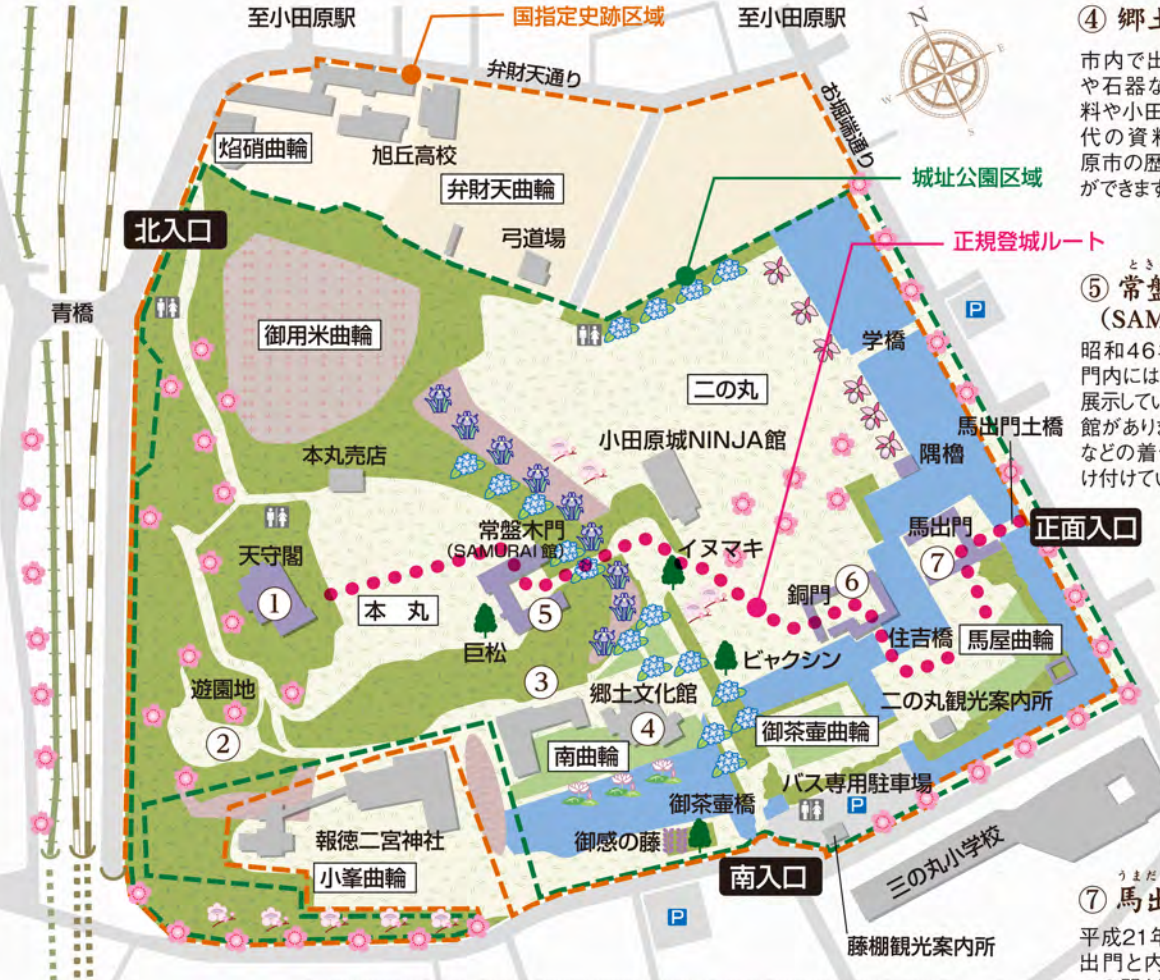 至小田原駅
国指定史跡区域
至小田原駅
弁財天通り
お堀端通り
N
E
W
S
焔硝曲輪
旭丘高校
弁財天曲輪
城址公園区域
北入口
弓道場
正規登城ルート
青橋
御用米曲輪
学橋
P
二の丸
馬出門土橋
小田原城NINJA館
本丸売店
隅櫓
常盤木門
(SAMURAI館)
馬出門
正面入口
天守閣
イヌマキ
⑦
①
本 丸
⑤
銅門
⑥
住吉橋
馬屋曲輪
巨松
ビャクシン
③
遊園地
郷土文化館
二の丸観光案内所
②
④
御茶壷曲輪
南曲輪
バス専用駐車場
P
御茶壷橋
報徳二宮神社
御感の藤
三の丸小学校
小峯曲輪
南入口
P
藤棚観光案内所
④ 郷土
市内で出
や石器な
料や小田
代の資料
原市の歴
ができます
とき
⑤ 常盤
(SAM
昭和46年
門内には
展示してい
館があり
などの着
け付けてい
うまだ
⑦ 馬出
平成21年
出門と内